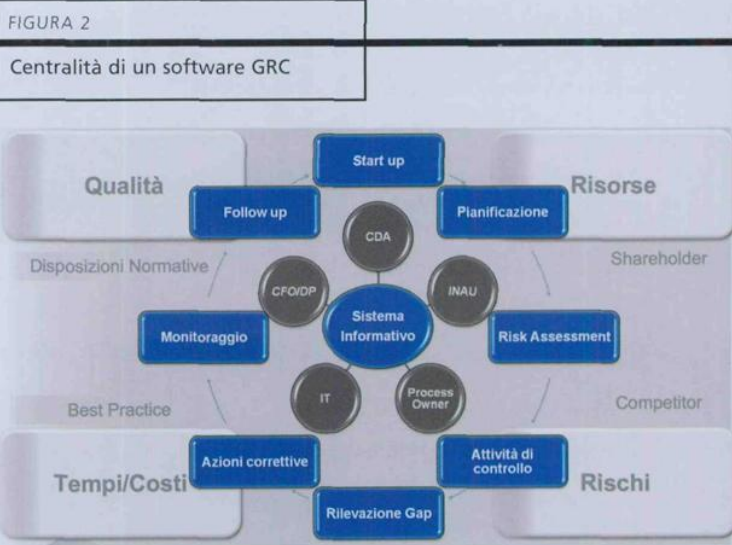 FIGURA 2
Centralità di un software GRC
Qualità
Start up
Risorse
Follow up
Pianificazione
CDA
Disposizioni Normative
Shareholder
CFO/DP
INAU
Monitoraggio
Sistema
Informativo
Risk Assessment
IT
Process
Owner
Best Practice
Competitor
Azioni correttive
Attività di
controllo
Tempi/Costi
Rischi
Rilevazione Gap